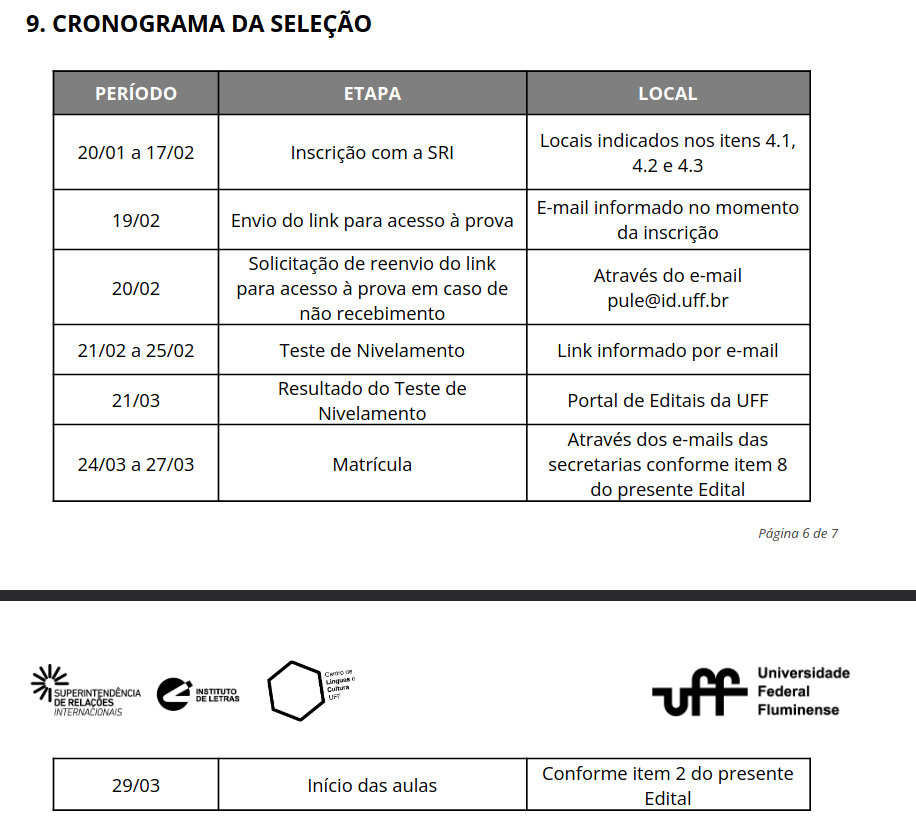 9. CRONOGRAMA DA SELEÇÃO
PERÍODO
ETAPA
LOCAL
20/01 a 17/02
Inscrição com a SRI
Locais indicados nos itens 4.1,
4.2 e 4.3
19/02
Envio do link para acesso à prova
E-mail informado no momento
da inscrição
20/02
Solicitação de reenvio do link
para acesso à prova em caso de
não recebimento
Através do e-mail
pule@id.uff.br
21/02 a 25/02
Teste de Nivelamento
Link informado por e-mail
21/03
Resultado do Teste de
Nivelamento
Portal de Editais da UFF
24/03 a 27/03
Matrícula
Através dos e-mails das
secretarias conforme item 8
do presente Edital
Página 6 de 7
SUPERINTENDÊNCIA
DE RELAÇÕES
INTERNACIONAIS
INSTITUTO
DE LETRAS
Centro de
Línguas e
Cultura
UFF
uff
Universidade
Federal
Fluminense
29/03
Início das aulas
Conforme item 2 do presente
Edital